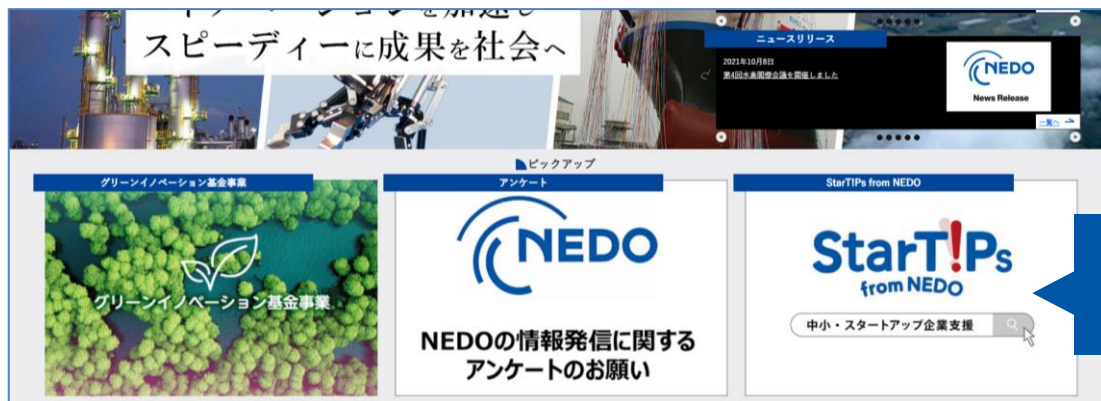 スピーディーに成果を社会へ
ニュースリリース
2021年10月8日
第4回水素閣僚会議を開催しました
NEDO
News Release
一覧へ
ピックアップ
グリーンイノベーション基金事業
アンケート
StarTIPs from NEDO
グリーンイノベーション基金事業
NEDO
NEDOの情報発信に関する
アンケートのお願い
StarT!Ps
from NEDO
中小・スタートアップ企業支援